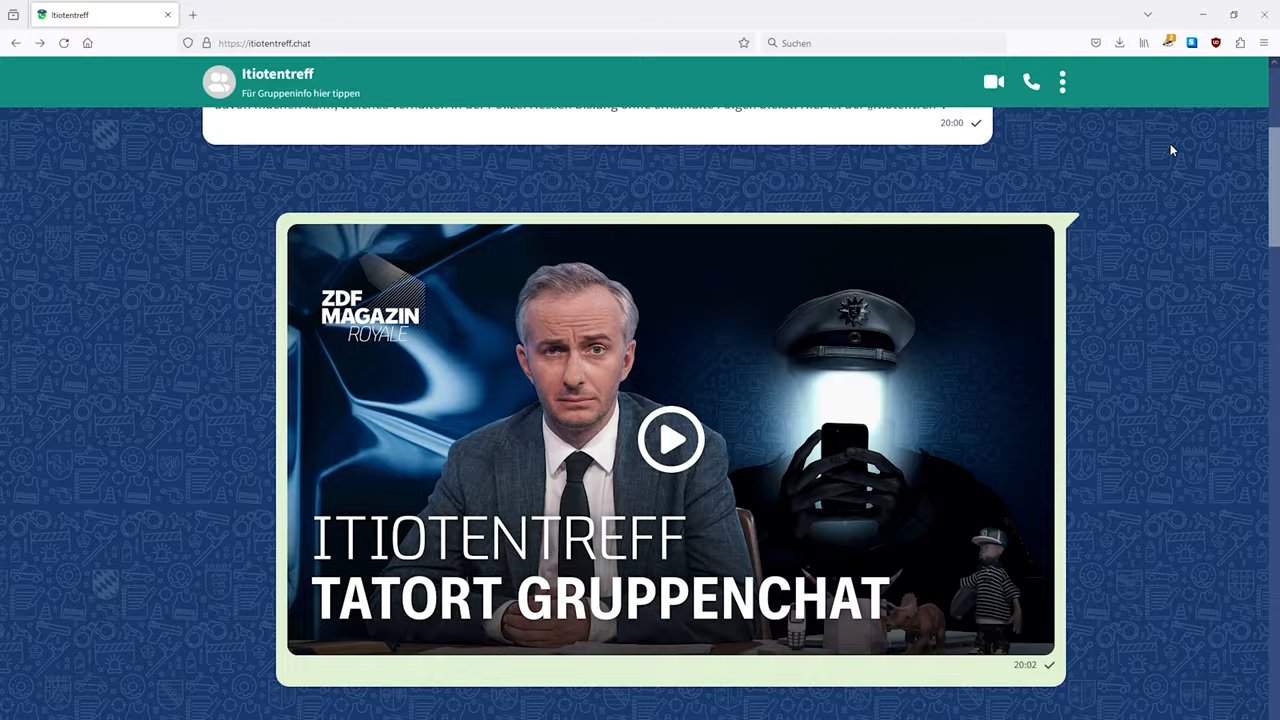 Itiotentreff
https://itiotentreff.chat
Suchen
Itiotentreff
Für Gruppeninfo hier tippen
20:00
ZDF
MAGAZIN
ROYALE
ITIOTENTREFF
TATORT GRUPPENCHAT
20:02